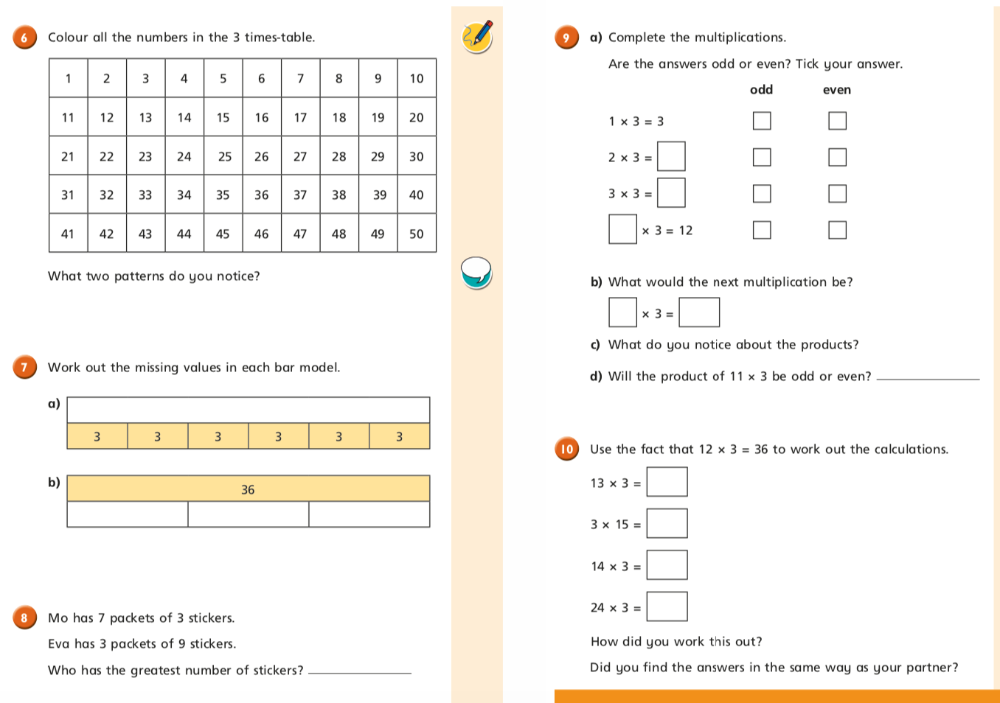 6 Colour all the numbers in the 3 times-table.
1 2 3 4 5 6 7 8 9 10
11 12 13 14 15 16 17 18 19 20
21 22 23 24 25 26 27 28 29 30
31 32 33 34 35 36 37 38 39 40
41 42 43 44 45 46 47 48 49 50
What two patterns do you notice?
7 Work out the missing values in each bar model.
a)
3 3 3 3 3 3
b) 36
8 Mo has 7 packets of 3 stickers.
Eva has 3 packets of 9 stickers.
Who has the greatest number of stickers?
9 a) Complete the multiplications.
Are the answers odd or even? Tick your answer.
odd even
1 × 3 = 3
2 × 3 =
3 × 3 =
× 3 = 12
b) What would the next multiplication be?
× 3 =
c) What do you notice about the products?
d) Will the product of 11 × 3 be odd or even?
10 Use the fact that 12 × 3 = 36 to work out the calculations.
13 × 3 =
3 × 15 =
14 × 3 =
24 × 3 =
How did you work this out?
Did you find the answers in the same way as your partner?